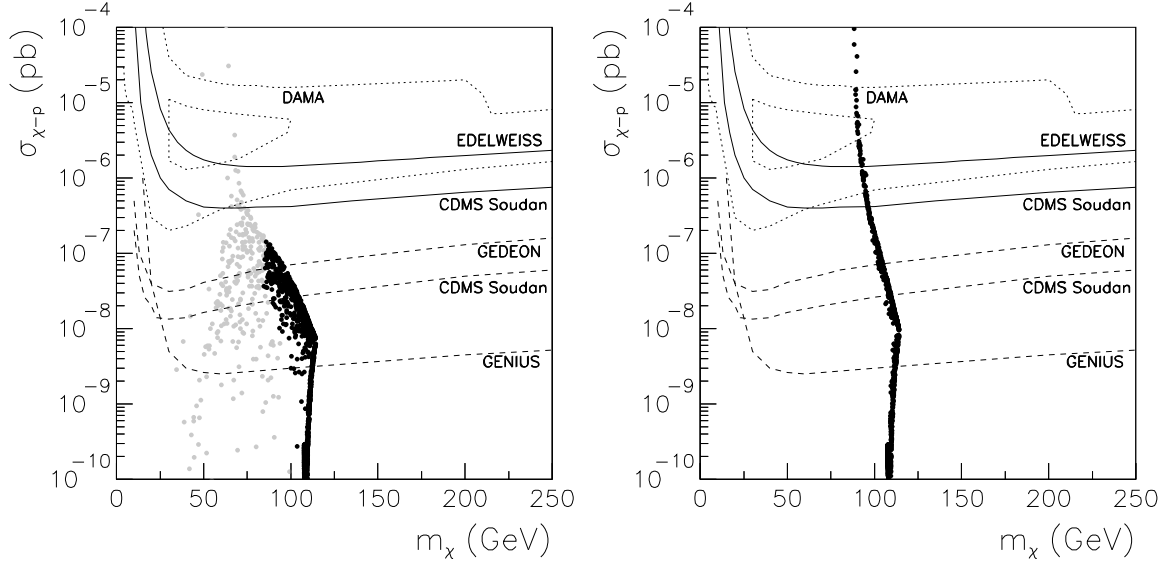 10⁻⁴
10⁻⁵
10⁻⁶
10⁻⁷
10⁻⁸
10⁻⁹
10⁻¹⁰
σχ₋p (pb)
DAMA
EDELWEISS
CDMS Soudan
GEDEON
CDMS Soudan
GENIUS
0 50 100 150 200 250
mχ (GeV)
10⁻⁴
10⁻⁵
10⁻⁶
10⁻⁷
10⁻⁸
10⁻⁹
10⁻¹⁰
σχ₋p (pb)
DAMA
EDELWEISS
CDMS Soudan
GEDEON
CDMS Soudan
GENIUS
0 50 100 150 200 250
mχ (GeV)